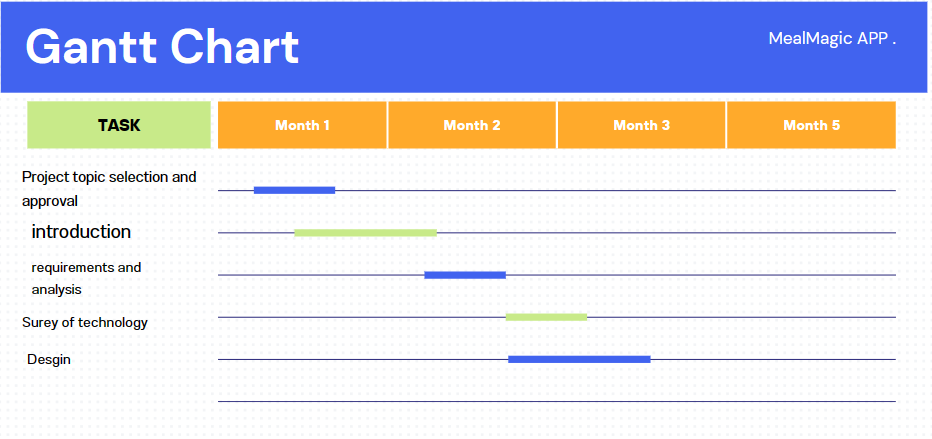 Gantt Chart
MealMagic APP .
TASK
Month 1
Month 2
Month 3
Month 5
Project topic selection and
approval
introduction
requirements and
analysis
Surey of technology
Desgin